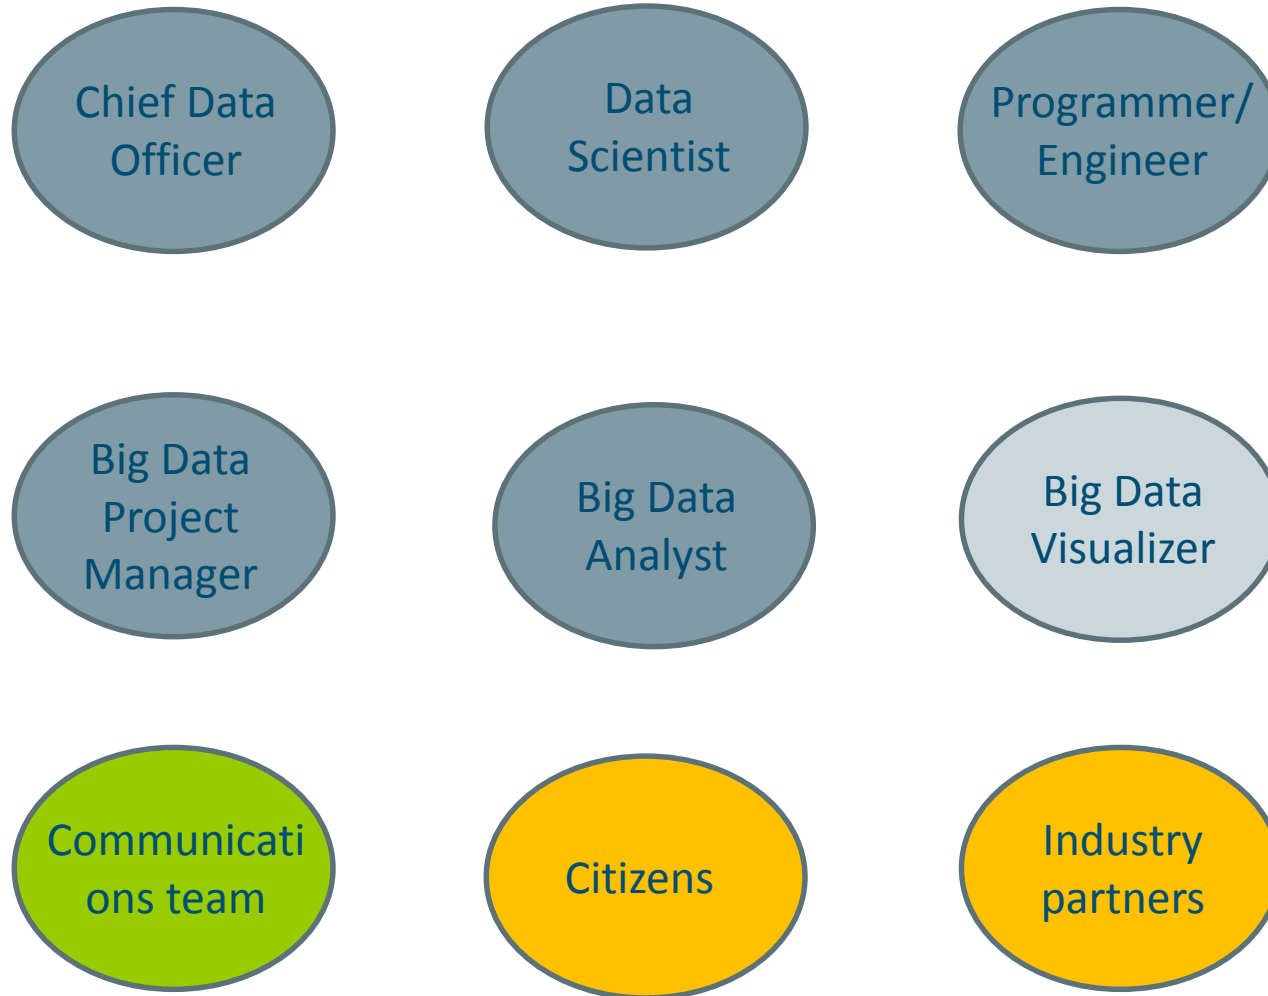 Chief Data
Officer
Data
Scientist
Programmer/
Engineer
Big Data
Project
Manager
Big Data
Analyst
Big Data
Visualizer
Communicati
ons team
Citizens
Industry
partners